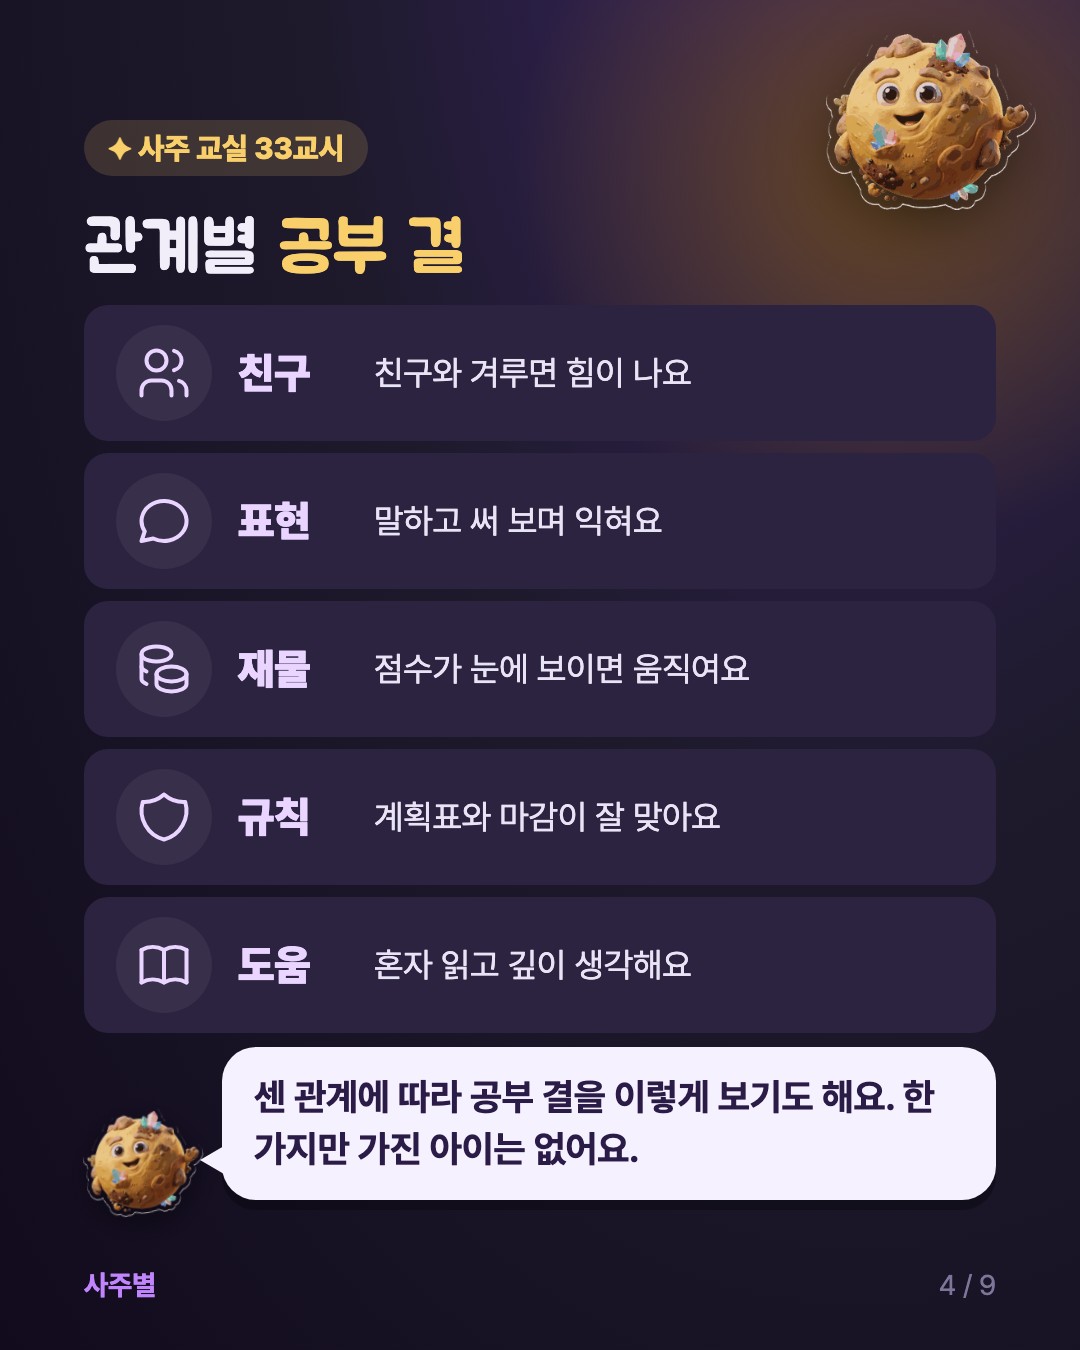 ✦ 사주 교실 33교시
관계별 공부 결
친구 친구와 겨루면 힘이 나요
표현 말하고 써 보며 익혀요
재물 점수가 눈에 보이면 움직여요
규칙 계획표와 마감이 잘 맞아요
도움 혼자 읽고 깊이 생각해요
센 관계에 따라 공부 결을 이렇게 보기도 해요. 한
가지만 가진 아이는 없어요.
사주별
4 / 9